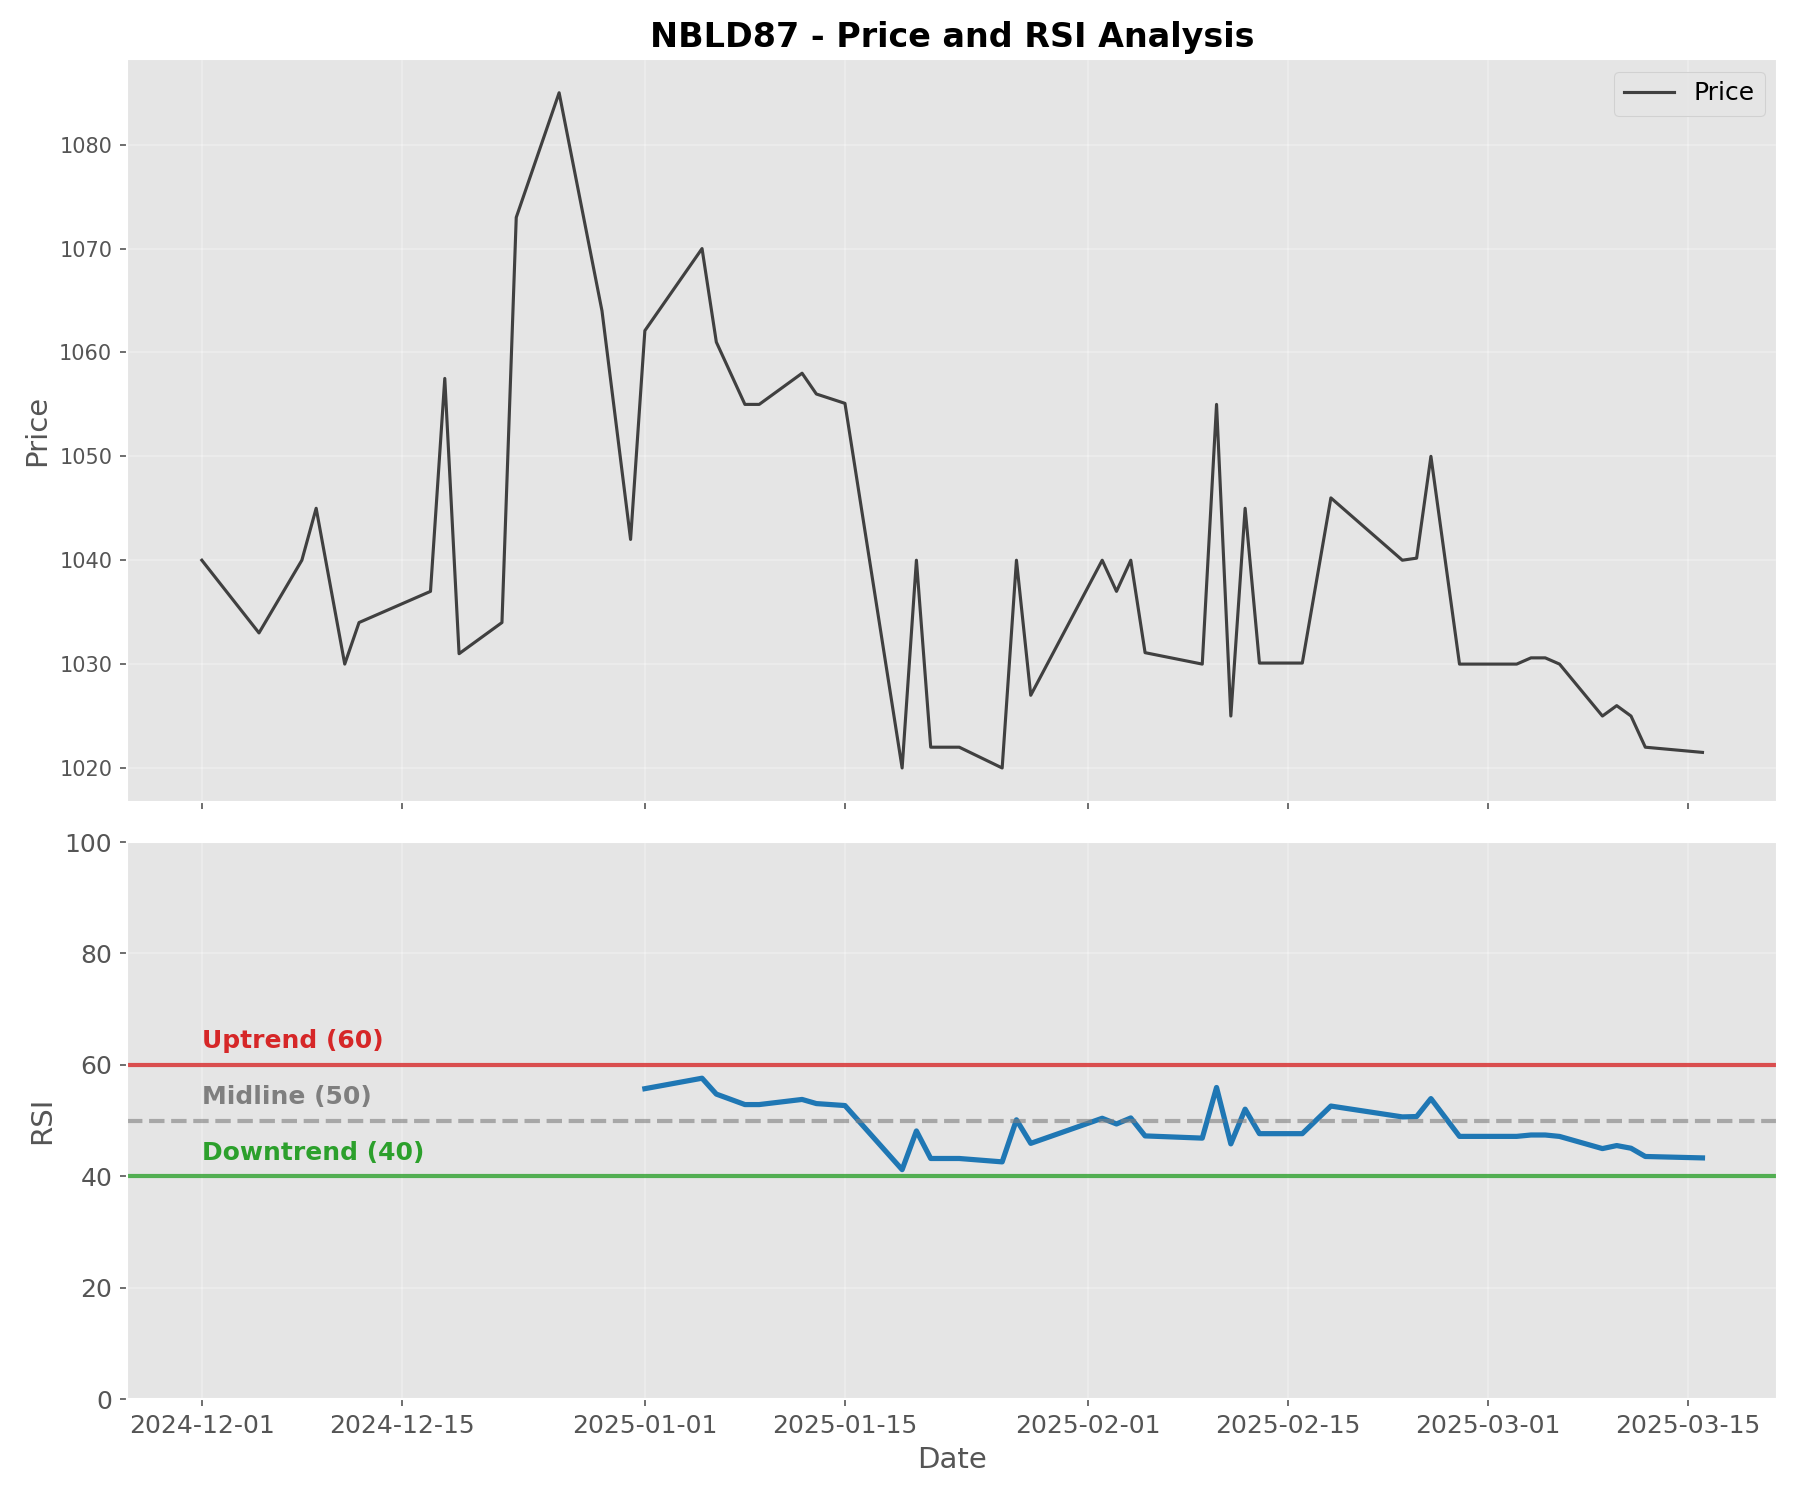 NBLD87 - Price and RSI Analysis
Price
1080
1070
1060
1050
1040
1030
1020
Price
100
80
60
40
20
0
Uptrend (60)
Midline (50)
Downtrend (40)
RSI
2024-12-01 2024-12-15 2025-01-01 2025-01-15 2025-02-01 2025-02-15 2025-03-01 2025-03-15
Date